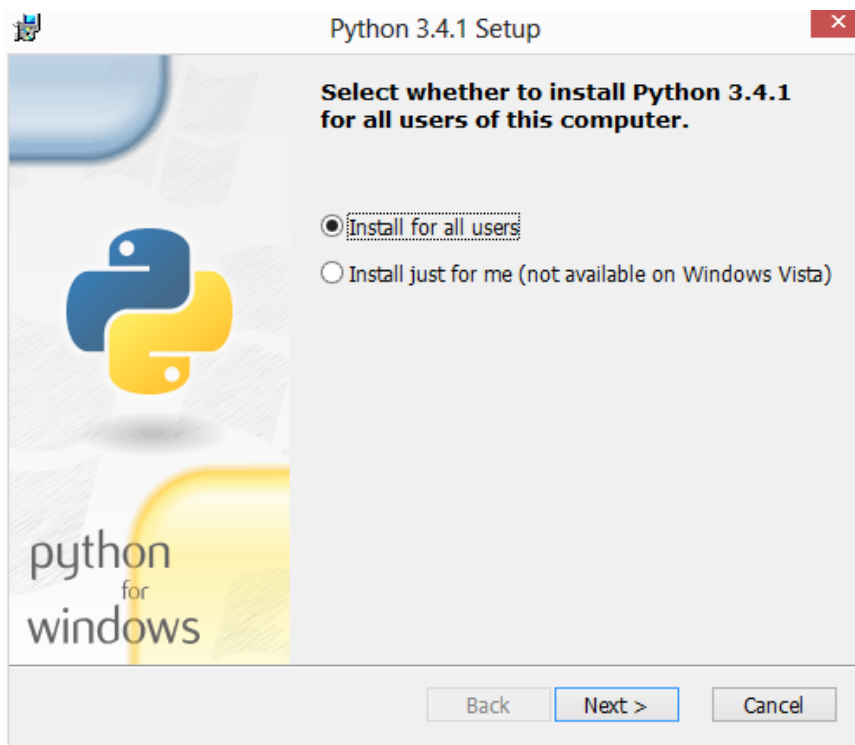 Python 3.4.1 Setup
Select whether to install Python 3.4.1
for all users of this computer.
Install for all users
Install just for me (not available on Windows Vista)
python
for
windows
Back
Next >
Cancel